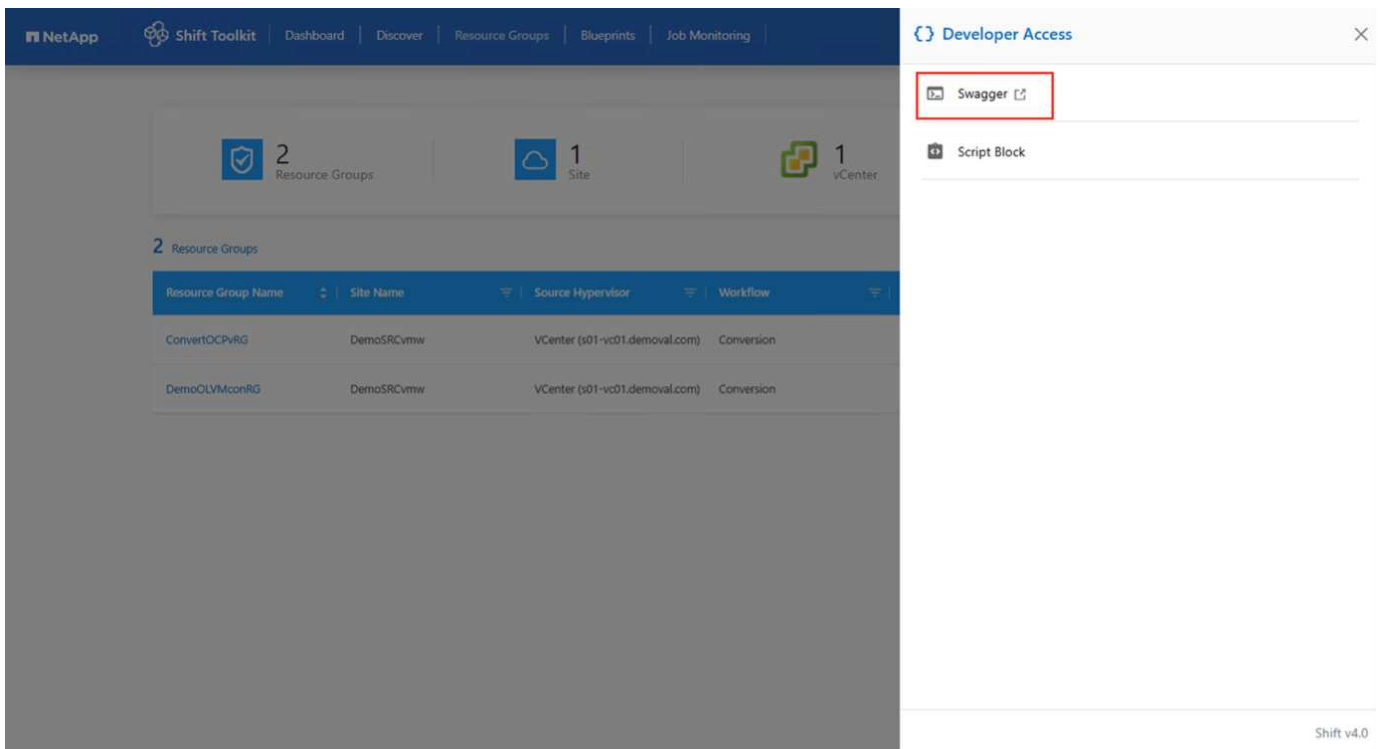 NetApp
Shift Toolkit
Dashboard
Discover
Resource Groups
Blueprints
Job Monitoring
2
Resource Groups
1
Site
1
vCenter
2 Resource Groups
Resource Group Name Site Name Source Hypervisor Workflow
ConvertOCPvRG DemoSRCvmw VCenter (s01-vc01.demoval.com) Conversion
DemoOLVMconRG DemoSRCvmw VCenter (s01-vc01.demoval.com) Conversion
{} Developer Access
Swagger
Script Block
Shift v4.0